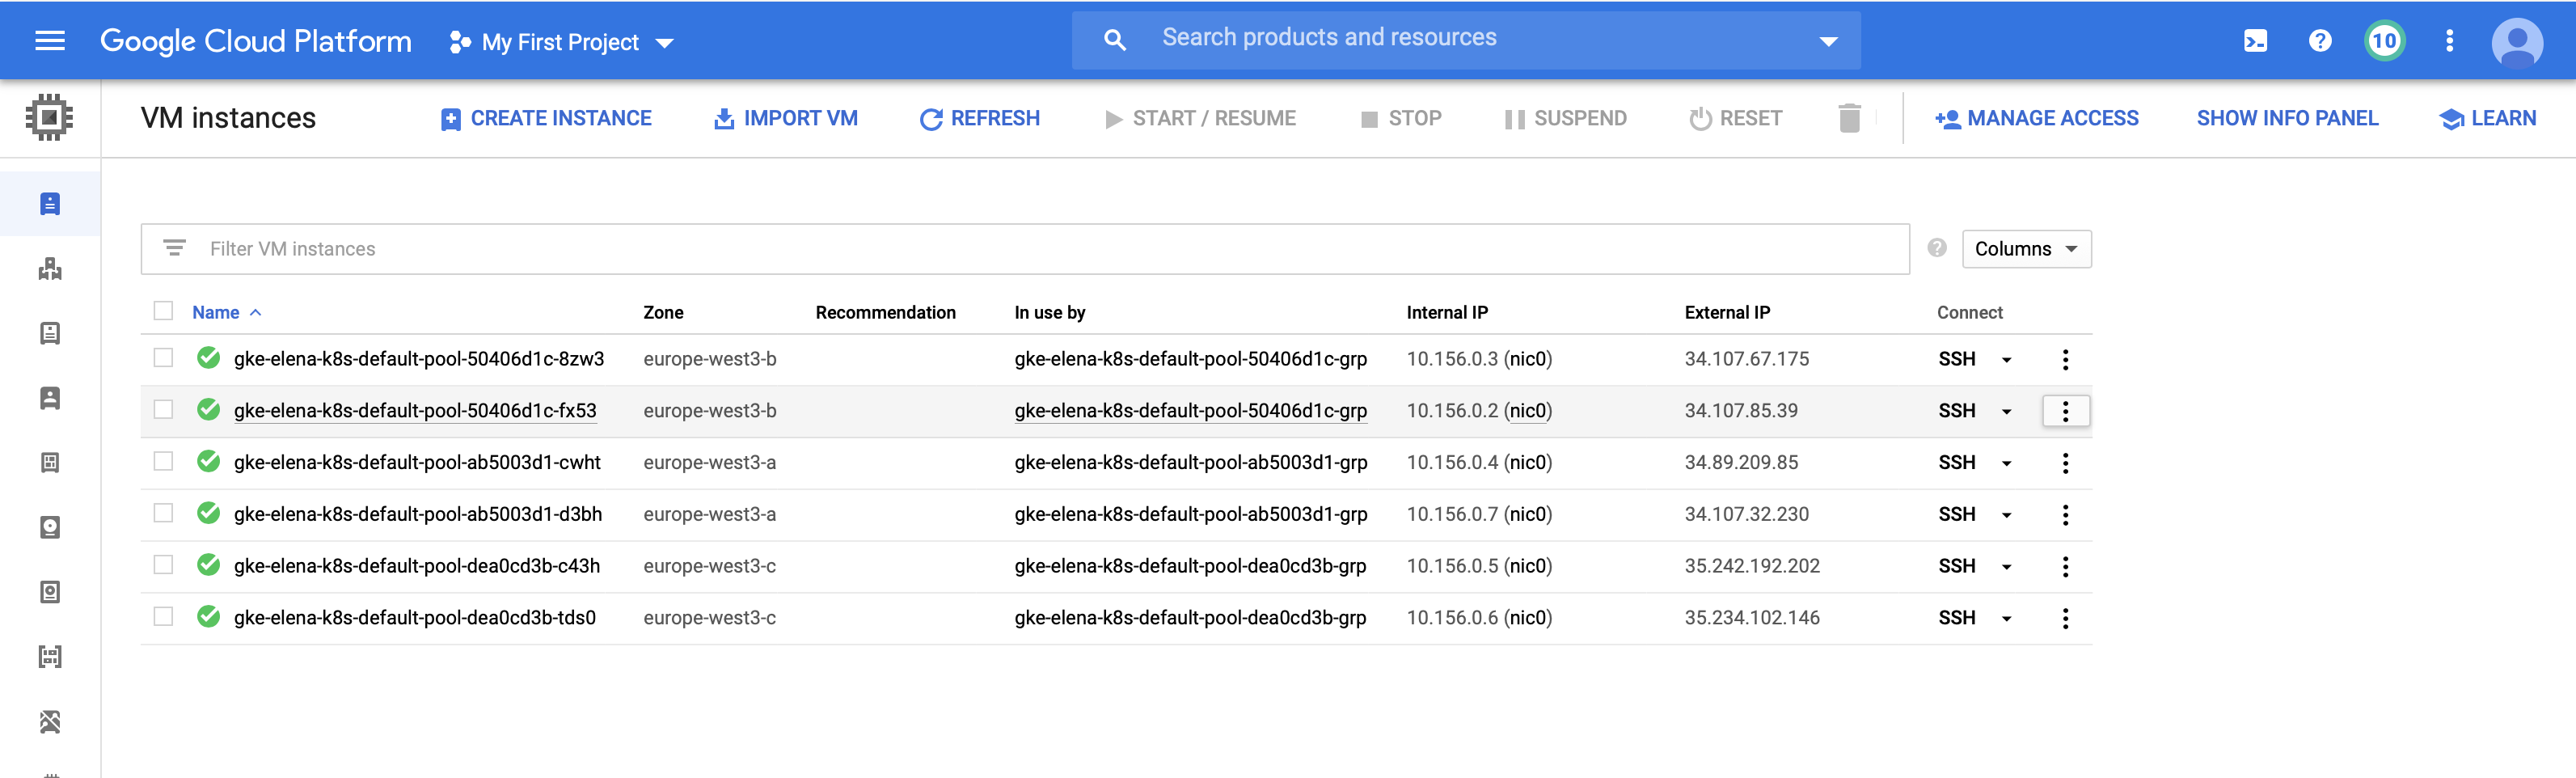 Google Cloud Platform My First Project Search products and resources 10
VM instances CREATE INSTANCE IMPORT VM REFRESH START / RESUME STOP SUSPEND RESET MANAGE ACCESS SHOW INFO PANEL LEARN
Filter VM instances Columns
Name Zone Recommendation In use by Internal IP External IP Connect
gke-elena-k8s-default-pool-50406d1c-8zw3 europe-west3-b gke-elena-k8s-default-pool-50406d1c-grp 10.156.0.3 (nic0) 34.107.67.175 SSH
gke-elena-k8s-default-pool-50406d1c-fx53 europe-west3-b gke-elena-k8s-default-pool-50406d1c-grp 10.156.0.2 (nic0) 34.107.85.39 SSH
gke-elena-k8s-default-pool-ab5003d1-cwht europe-west3-a gke-elena-k8s-default-pool-ab5003d1-grp 10.156.0.4 (nic0) 34.89.209.85 SSH
gke-elena-k8s-default-pool-ab5003d1-d3bh europe-west3-a gke-elena-k8s-default-pool-ab5003d1-grp 10.156.0.7 (nic0) 34.107.32.230 SSH
gke-elena-k8s-default-pool-dea0cd3b-c43h europe-west3-c gke-elena-k8s-default-pool-dea0cd3b-grp 10.156.0.5 (nic0) 35.242.192.202 SSH
gke-elena-k8s-default-pool-dea0cd3b-tds0 europe-west3-c gke-elena-k8s-default-pool-dea0cd3b-grp 10.156.0.6 (nic0) 35.234.102.146 SSH